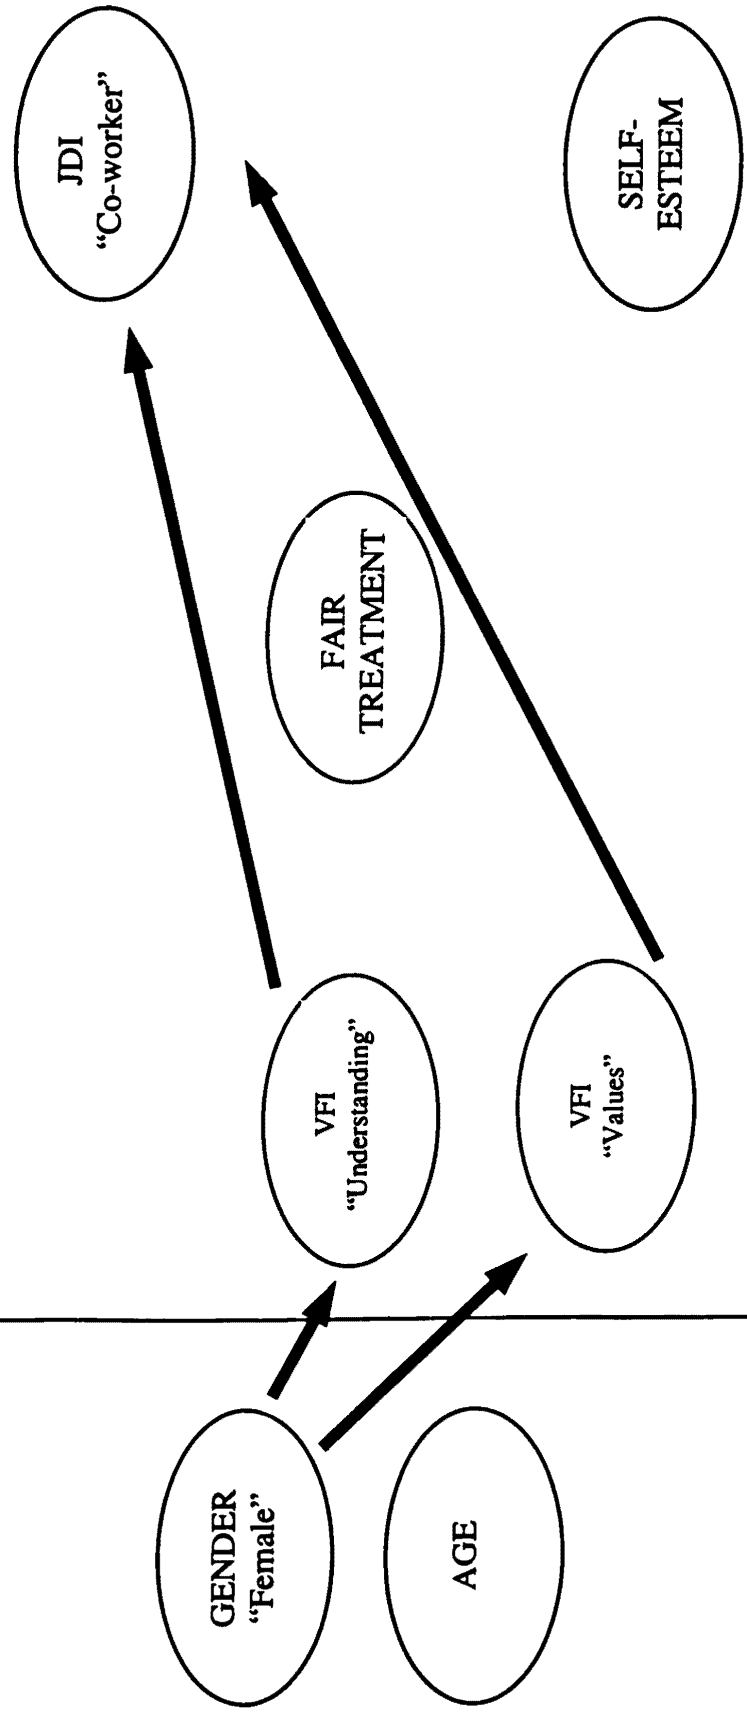 GENDER
“Female”
AGE
VFI
“Understanding”
VFI
“Values”
FAIR
TREATMENT
JDI
“Co-worker”
SELF-
ESTEEM